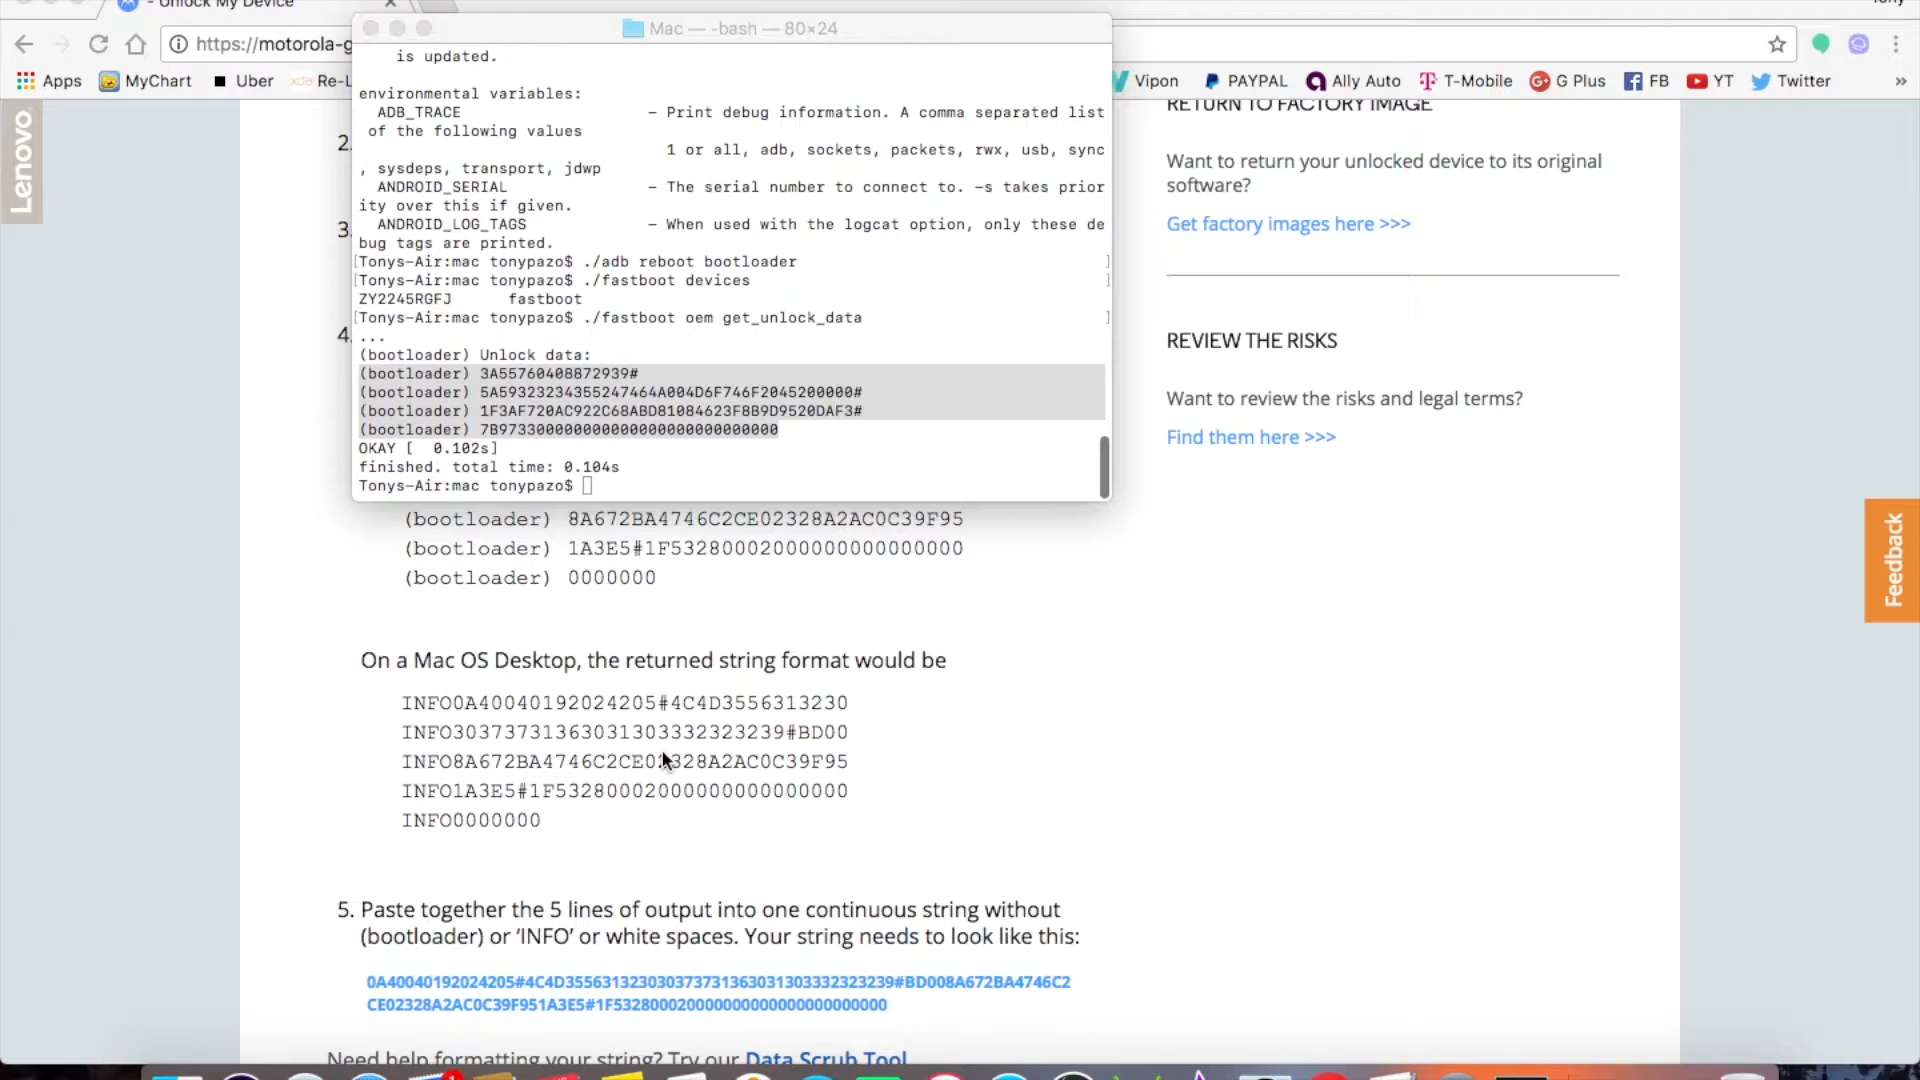 - Unlock My Device
Tony
https://motorola-g
Mac — -bash — 80×24
Apps
MyChart
Uber
Re-L
Vipon
PAYPAL
Ally Auto
T-Mobile
G Plus
FB
YT
Twitter
»
Lenovo
is updated.
environmental variables:
ADB_TRACE - Print debug information. A comma separated list
of the following values
1 or all, adb, sockets, packets, rwx, usb, sync
, sysdeps, transport, jdwp
ANDROID_SERIAL - The serial number to connect to. -s takes prior
ity over this if given.
ANDROID_LOG_TAGS - When used with the logcat option, only these de
bug tags are printed.
[Tonys-Air:mac tonypazo$ ./adb reboot bootloader ]
[Tonys-Air:mac tonypazo$ ./fastboot devices ]
ZY2245RGFJ fastboot
[Tonys-Air:mac tonypazo$ ./fastboot oem get_unlock_data ]
...
(bootloader) Unlock data:
(bootloader) 3A55760408872939#
(bootloader) 5A59323234355247464A004D6F746F2045200000#
(bootloader) 1F3AF720AC922C68ABD81084623F8B9D9520DAF3#
(bootloader) 7B973300000000000000000000000000
OKAY [ 0.102s]
finished. total time: 0.104s
Tonys-Air:mac tonypazo$
2.
3.
4.
(bootloader) 8A672BA4746C2CE02328A2AC0C39F95
(bootloader) 1A3E5#1F53280002000000000000000
(bootloader) 0000000
On a Mac OS Desktop, the returned string format would be
INFO0A40040192024205#4C4D3556313230
INFO30373731363031303332323239#BD00
INFO8A672BA4746C2CE02328A2AC0C39F95
INFO1A3E5#1F53280002000000000000000
INFO0000000
5. Paste together the 5 lines of output into one continuous string without
(bootloader) or ‘INFO’ or white spaces. Your string needs to look like this:
0A40040192024205#4C4D355631323030373731363031303332323239#BD008A672BA4746C2
CE02328A2AC0C39F951A3E5#1F5328000200000000000000000000000
Need help formatting your string? Try our Data Scrub Tool
RETURN TO FACTORY IMAGE
Want to return your unlocked device to its original
software?
Get factory images here >>>
REVIEW THE RISKS
Want to review the risks and legal terms?
Find them here >>>
Feedback